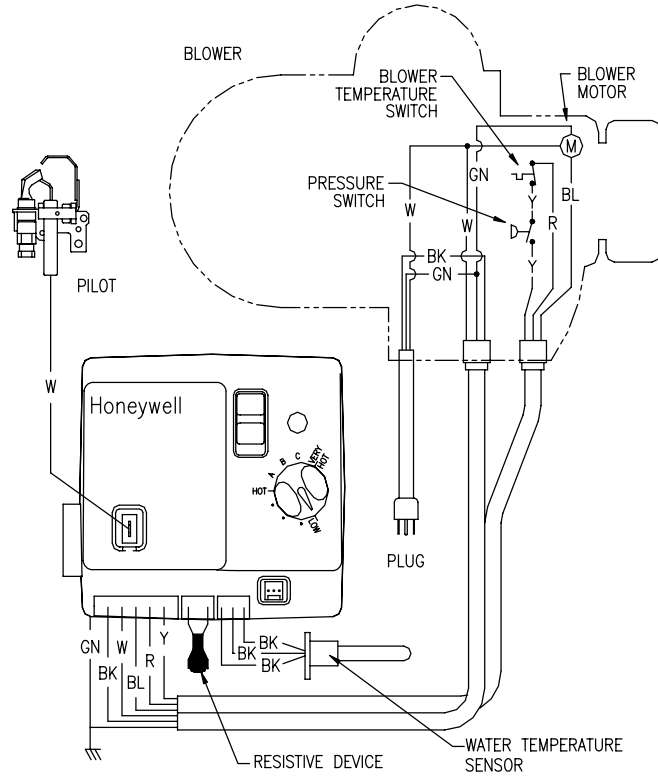 BLOWER
BLOWER
TEMPERATURE
SWITCH
BLOWER
MOTOR
M
GN
PRESSURE
SWITCH
Y
BL
W
W
R
BK
Y
GN
PILOT
W
Honeywell
A
B
C
VERY
HOT
HOT
LOW
PLUG
GN
BK
W
BL
R
Y
BK
BK
BK
RESISTIVE DEVICE
WATER TEMPERATURE
SENSOR